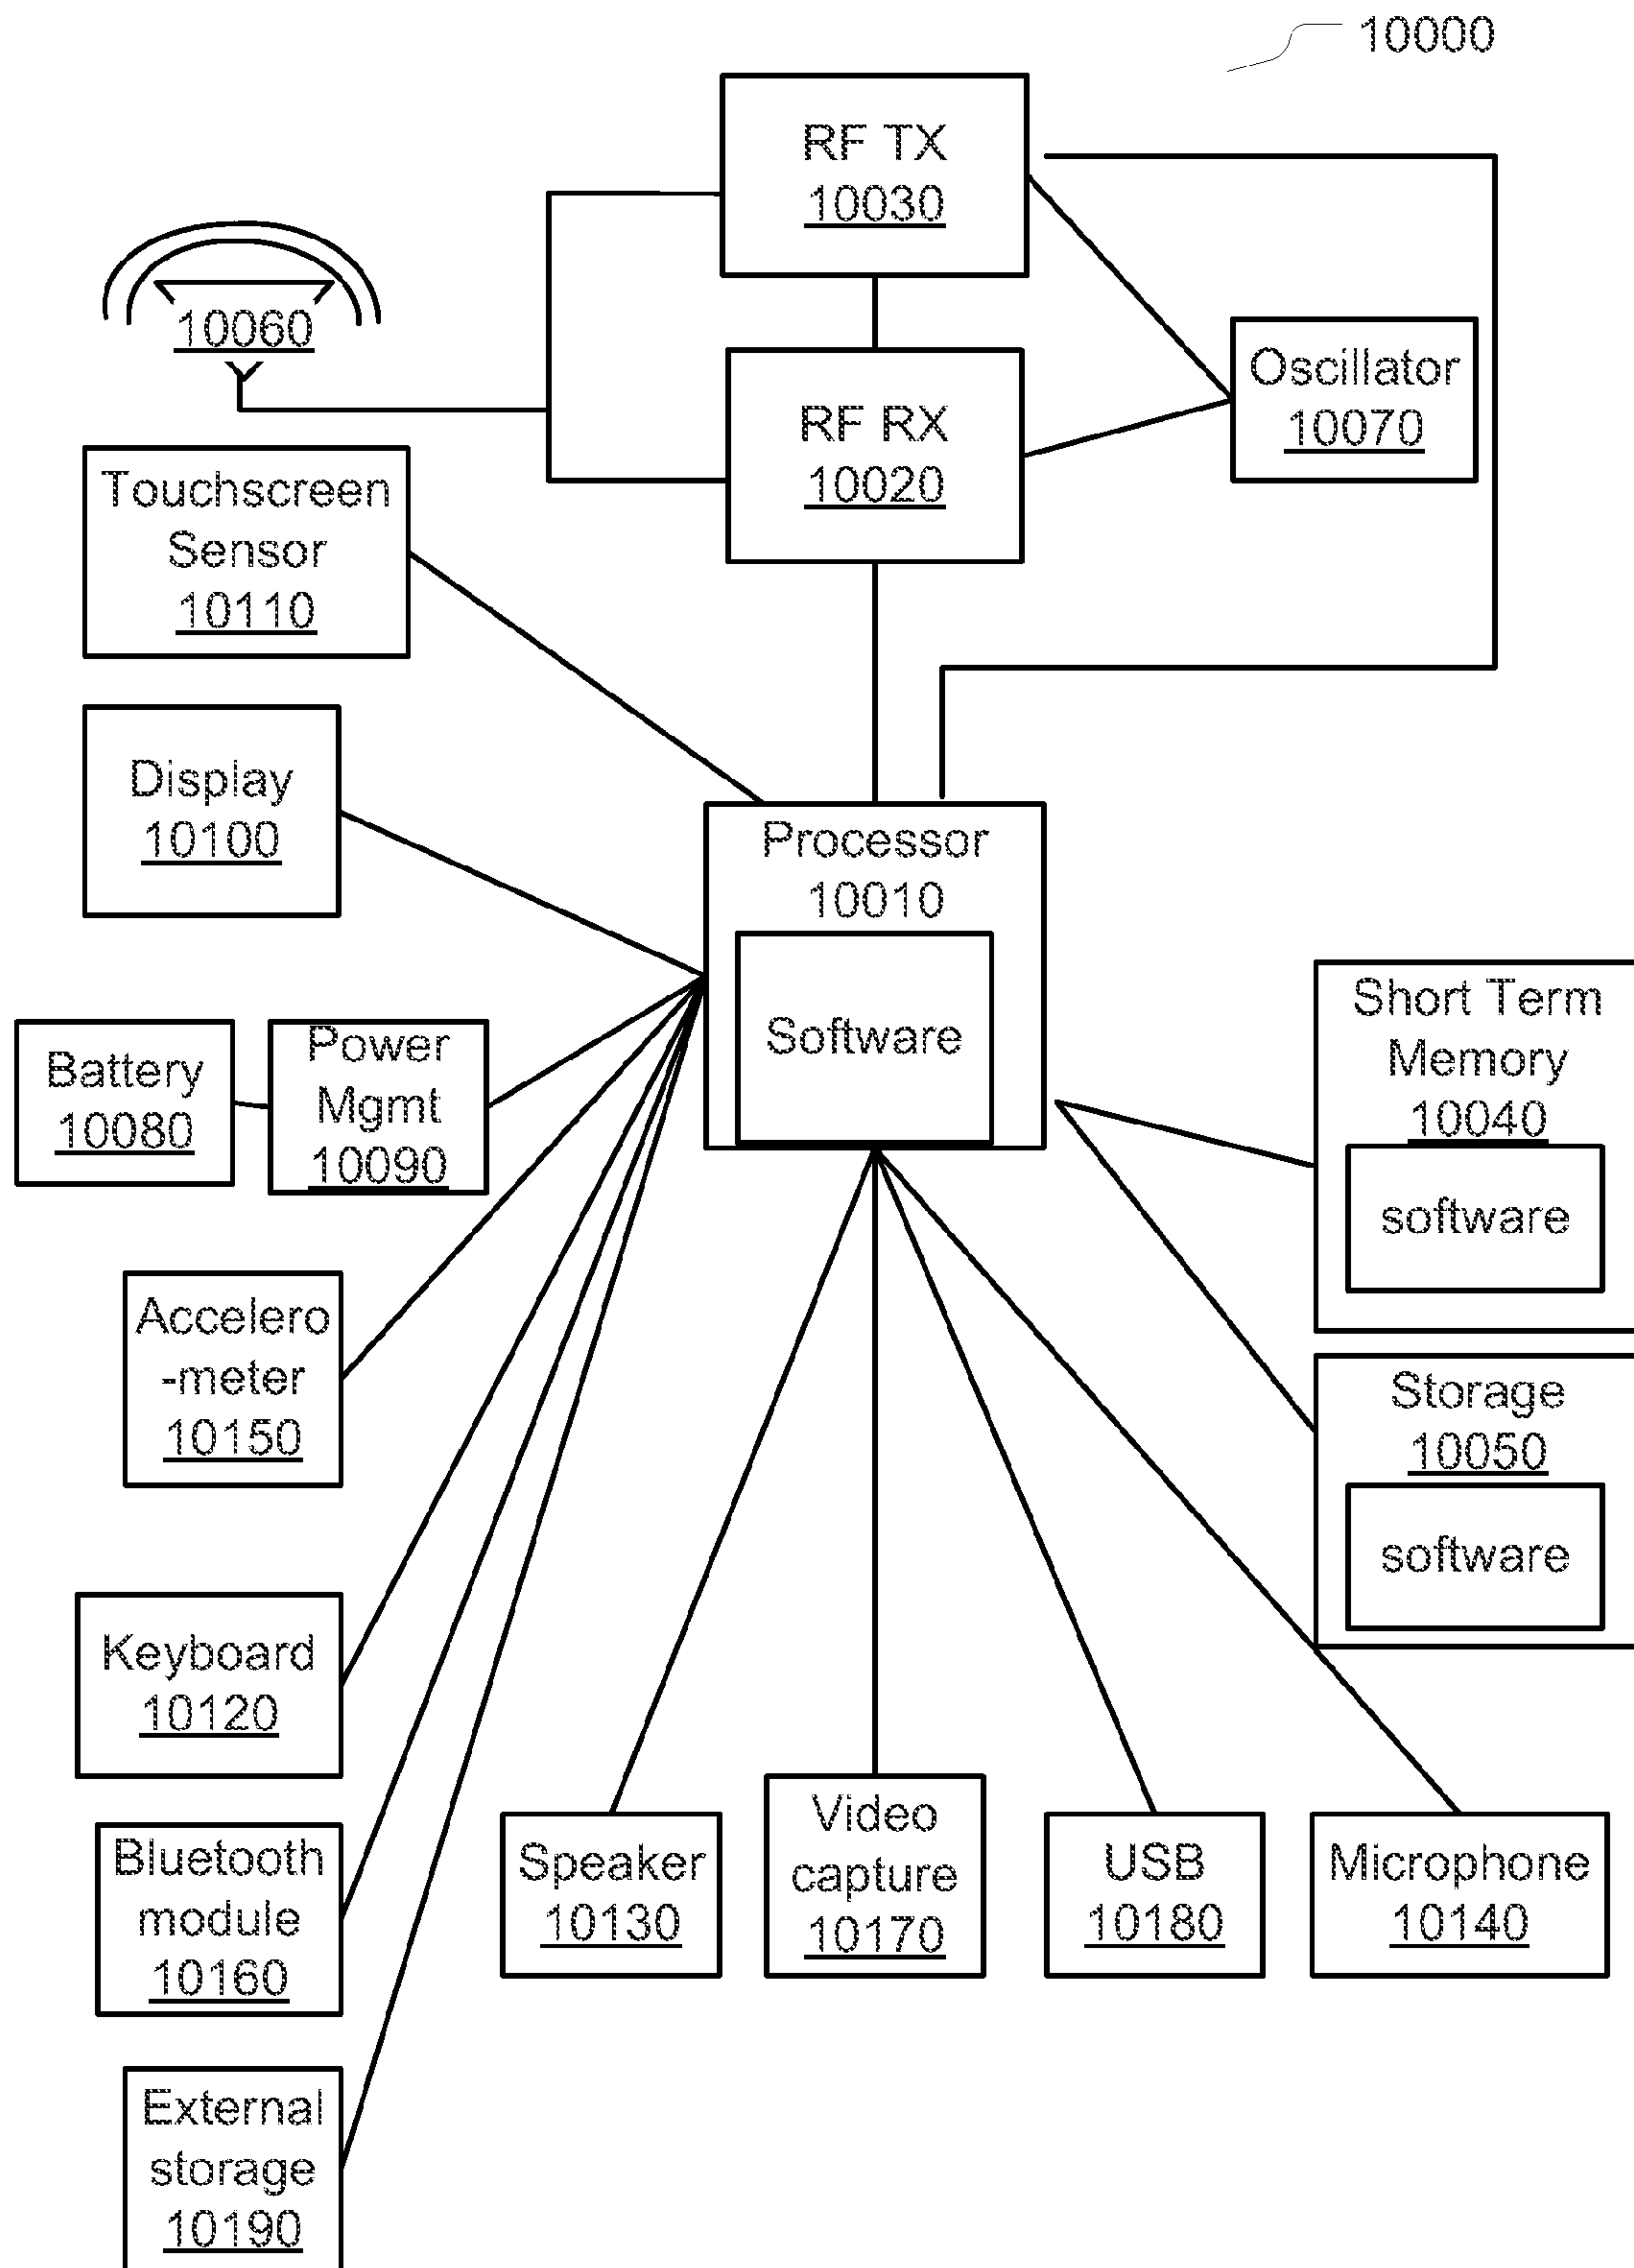 10000
RF TX
10030
10060
RF RX
10020
Oscillator
10070
Touchscreen
Sensor
10110
Display
10100
Processor
10010
Software
Short Term
Memory
10040
software
Battery
10080
Power
Mgmt
10090
Accelero
-meter
10150
Storage
10050
software
Keyboard
10120
Bluetooth
module
10160
Speaker
10130
Video
capture
10170
USB
10180
Microphone
10140
External
storage
10190